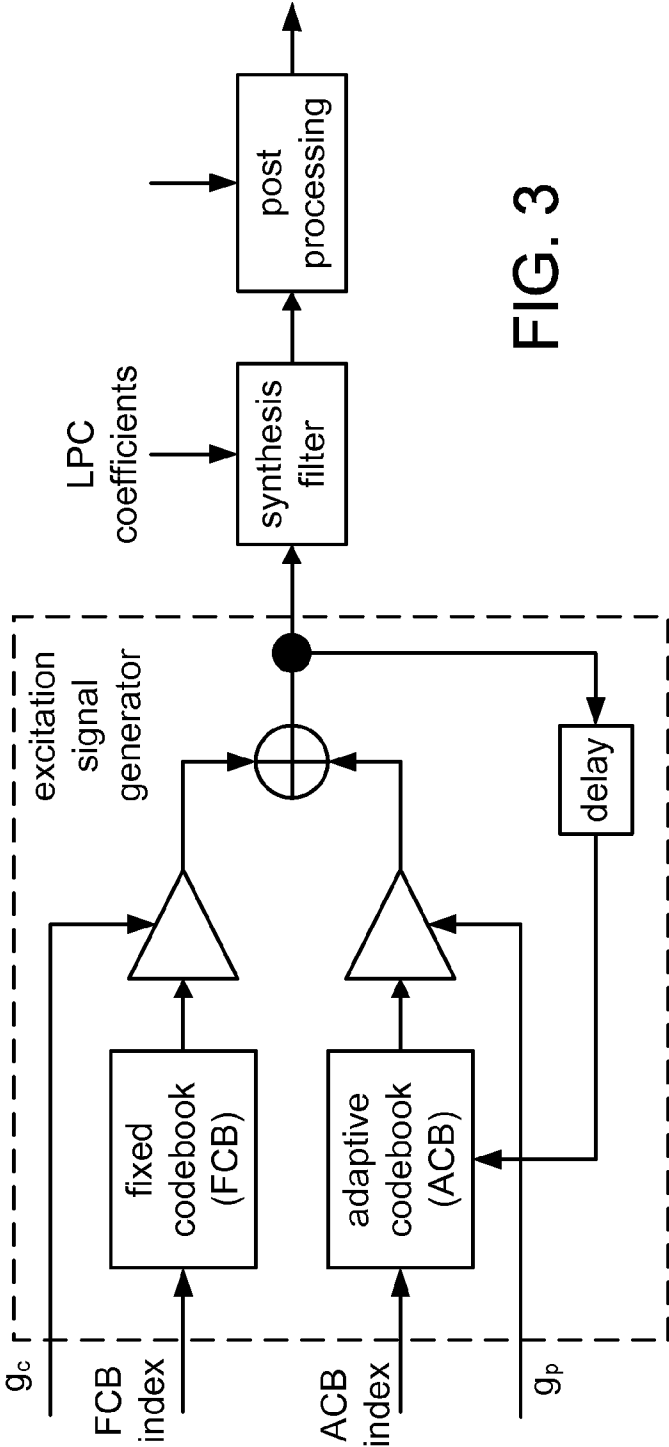 g_c
FCB
index
ACB
index
g_p
excitation
signal
generator
fixed
codebook
(FCB)
adaptive
codebook
(ACB)
delay
LPC
coefficients
synthesis
filter
post
processing
FIG. 3